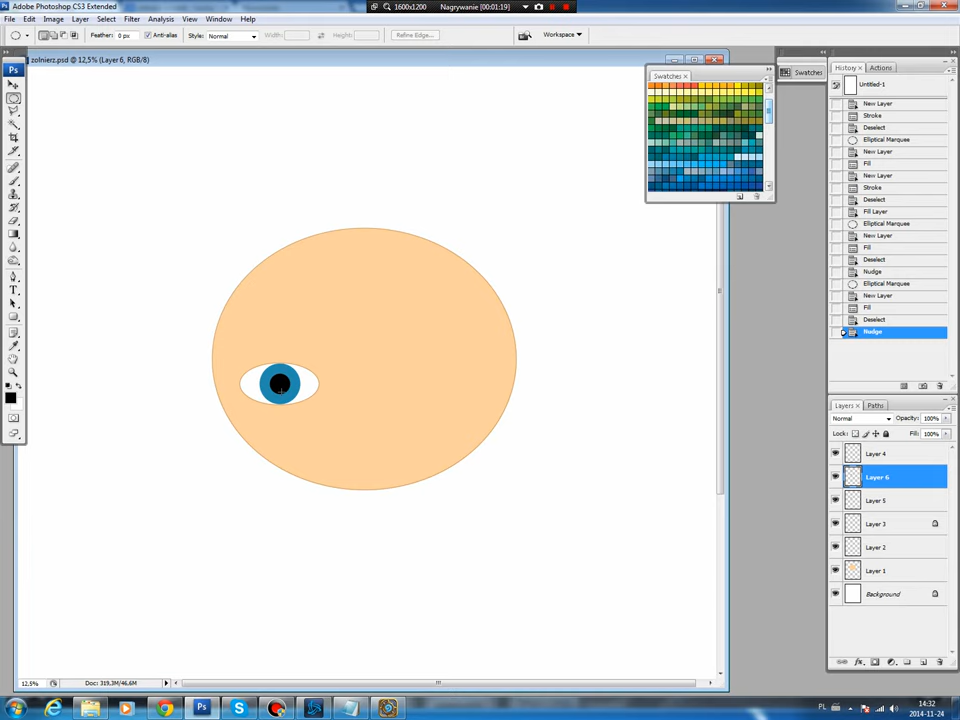 Adobe Photoshop CS3 Extended
1600x1200 Nagrywanie [00:01:19]
File Edit Image Layer Select Filter Analysis View Window Help
Feather: 0 px Anti-alias Style: Normal Width: Height: Refine Edge... Workspace
zolnierz.psd @ 12,5% (Layer 6, RGB/8)
Ps
T
Swatches
Swatches
History Actions
Untitled-1
New Layer
Stroke
Deselect
Elliptical Marquee
New Layer
Fill
New Layer
Stroke
Deselect
Fill Layer
Elliptical Marquee
New Layer
Fill
Deselect
Nudge
Elliptical Marquee
New Layer
Fill
Deselect
Nudge
Layers Paths
Normal Opacity: 100%
Lock: Fill: 100%
Layer 4
Layer 6
Layer 5
Layer 3
Layer 2
Layer 1
Background
12,5% Doc: 319,3M/46,6M
PL 14:32
2014-11-24